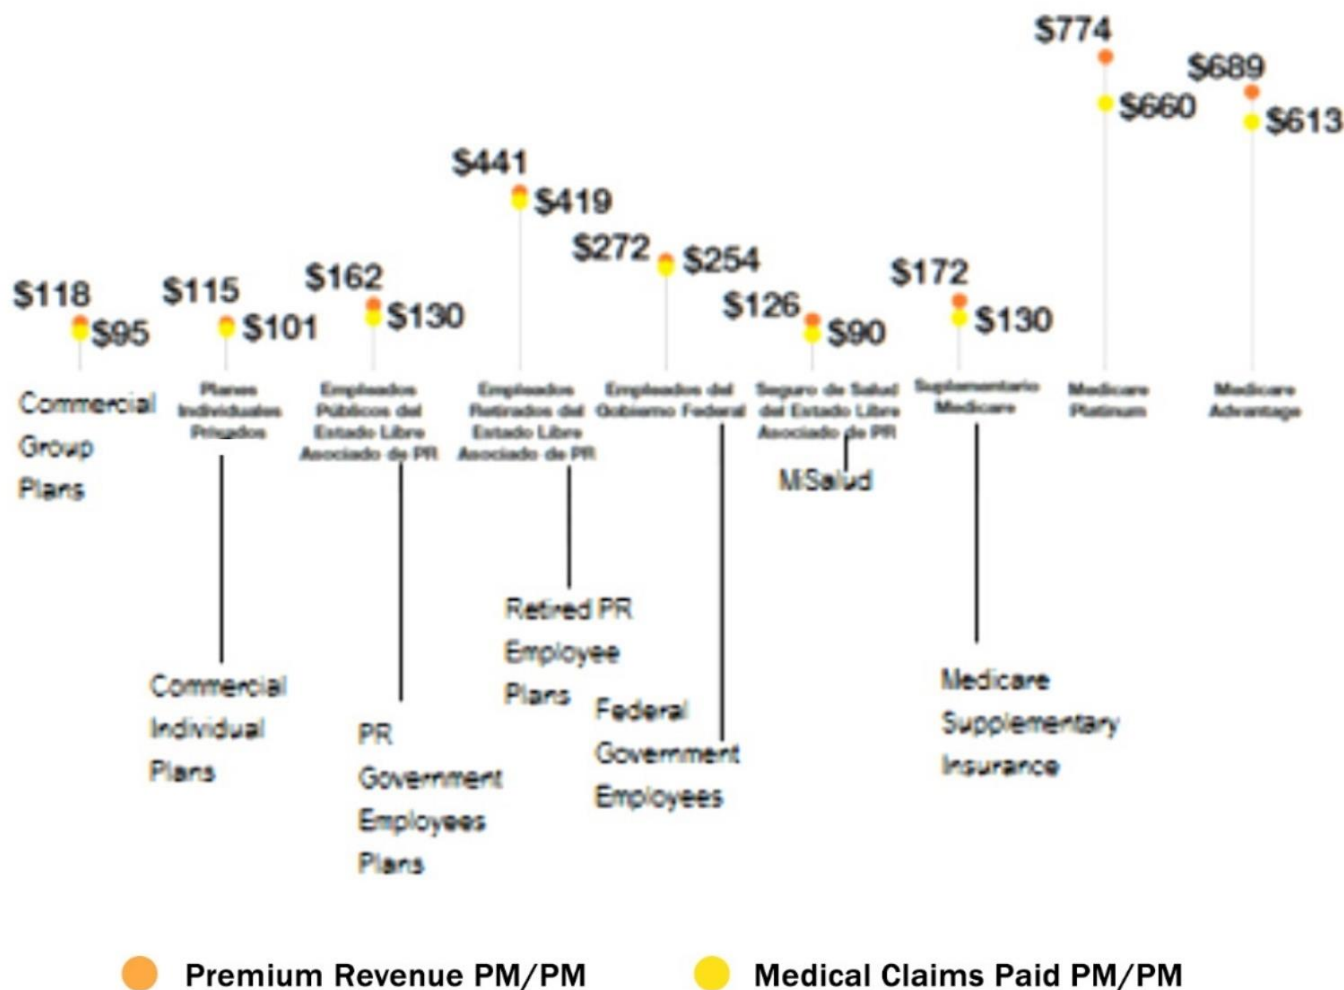 $774
$689
$660
$613
$441
$419
$272
$254
$162
$172
$118
$115
$126
$95
$101
$130
$90
$130
Commercial
Group
Plans
Planes
Individuales
Privados
Empleados
Públicos del
Estado Libre
Asociado de PR
Empleados
Retirados del
Estado Libre
Asociado de PR
Empleados del
Gobierno Federal
Seguro de Salud
del Estado Libre
Asociado de PR
Suplementario
Medicare
Medicare
Platinum
Medicare
Advantage
MiSalud
Retired PR
Employee
Plans
Commercial
Individual
Plans
PR
Government
Employees
Plans
Federal
Government
Employees
Medicare
Supplementary
Insurance
Premium Revenue PM/PM
Medical Claims Paid PM/PM